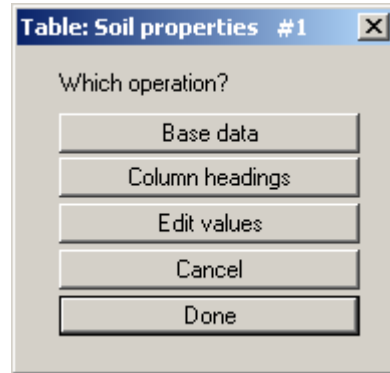 Table: Soil properties #1
Which operation?
Base data
Column headings
Edit values
Cancel
Done